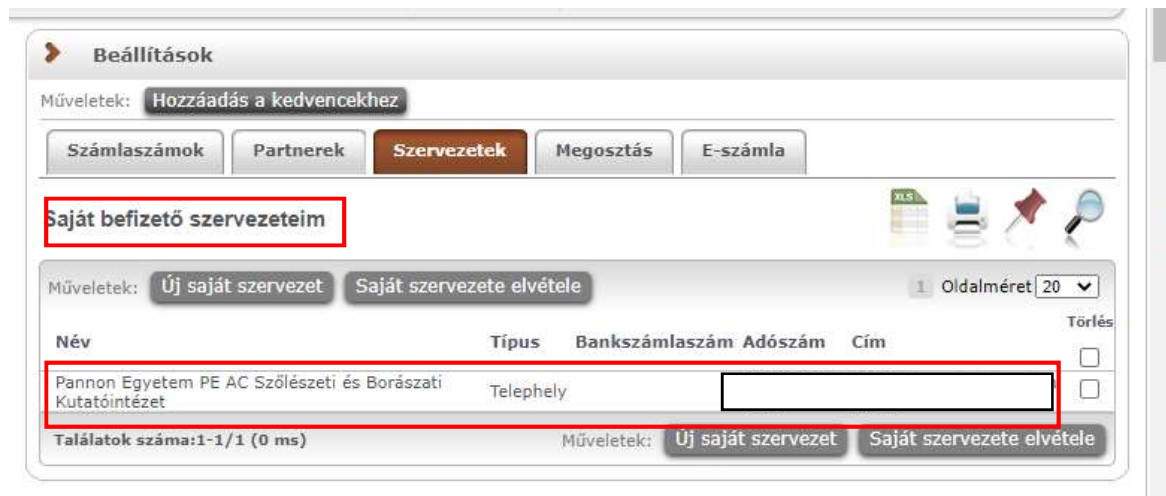 Beállítások
Műveletek: Hozzáadás a kedvencekhez
Számlaszámok Partnerek Szervezetek Megosztás E-számla
Saját befizető szervezeteim
XLS
Műveletek: Új saját szervezet Saját szervezete elvétele 1 Oldalméret 20
Név Típus Bankszámlaszám Adószám Cím Törlés
Pannon Egyetem PE AC Szőlészeti és Borászati
Kutatóintézet Telephely
Találatok száma:1-1/1 (0 ms) Műveletek: Új saját szervezet Saját szervezete elvétele